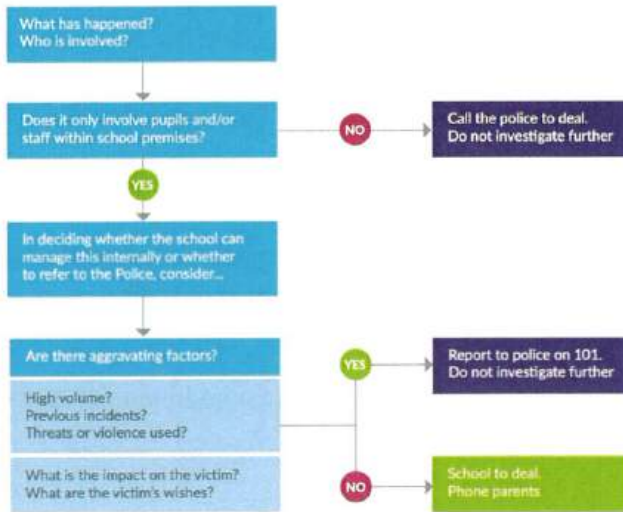 What has happened?
Who is involved?
Does it only involve pupils and/or
staff within school premises?
NO
Call the police to deal.
Do not investigate further
YES
In deciding whether the school can
manage this internally or whether
to refer to the Police, consider...
Are there aggravating factors?
High volume?
Previous incidents?
Threats or violence used?
What is the impact on the victim?
What are the victim's wishes?
YES
Report to police on 101.
Do not investigate further
NO
School to deal.
Phone parents